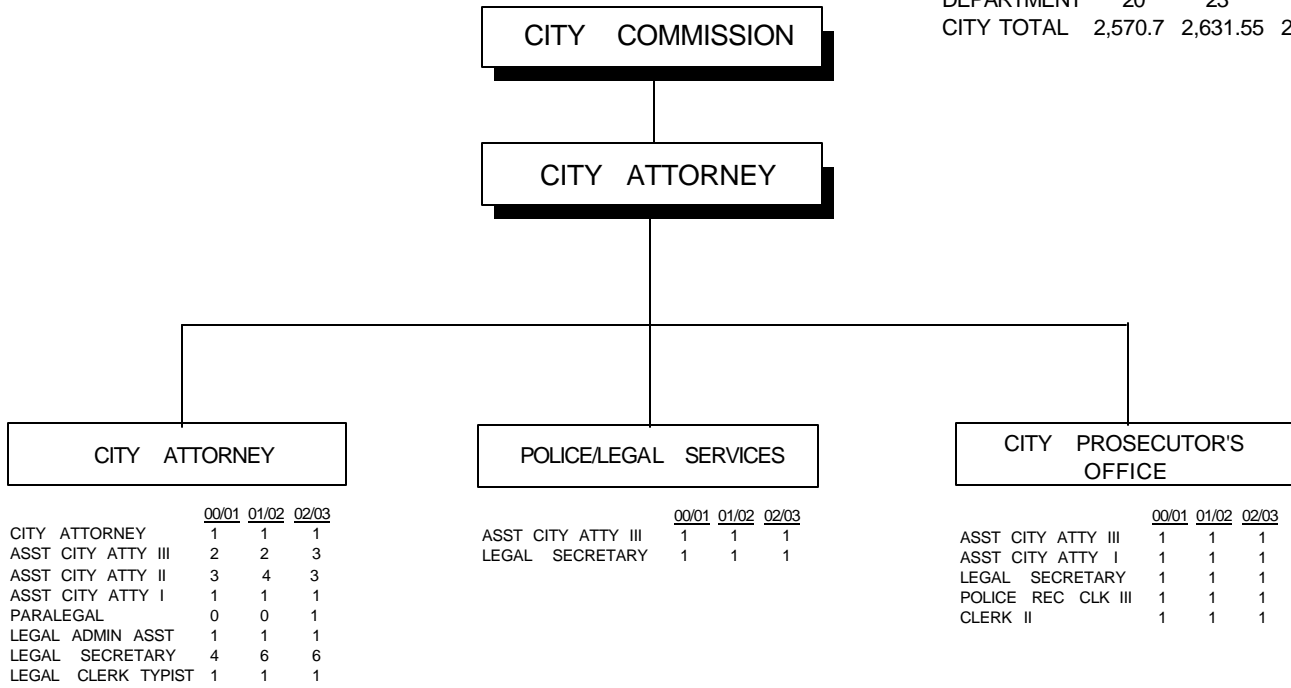 DEPARTMENT 20 23
CITY TOTAL 2,570.7 2,631.55 2
CITY COMMISSION
CITY ATTORNEY
CITY ATTORNEY
00/01 01/02 02/03
CITY ATTORNEY 1 1 1
ASST CITY ATTY III 2 2 3
ASST CITY ATTY II 3 4 3
ASST CITY ATTY I 1 1 1
PARALEGAL 0 0 1
LEGAL ADMIN ASST 1 1 1
LEGAL SECRETARY 4 6 6
LEGAL CLERK TYPIST 1 1 1
POLICE/LEGAL SERVICES
00/01 01/02 02/03
ASST CITY ATTY III 1 1 1
LEGAL SECRETARY 1 1 1
CITY PROSECUTOR'S
OFFICE
00/01 01/02 02/03
ASST CITY ATTY III 1 1 1
ASST CITY ATTY I 1 1 1
LEGAL SECRETARY 1 1 1
POLICE REC CLK III 1 1 1
CLERK II 1 1 1